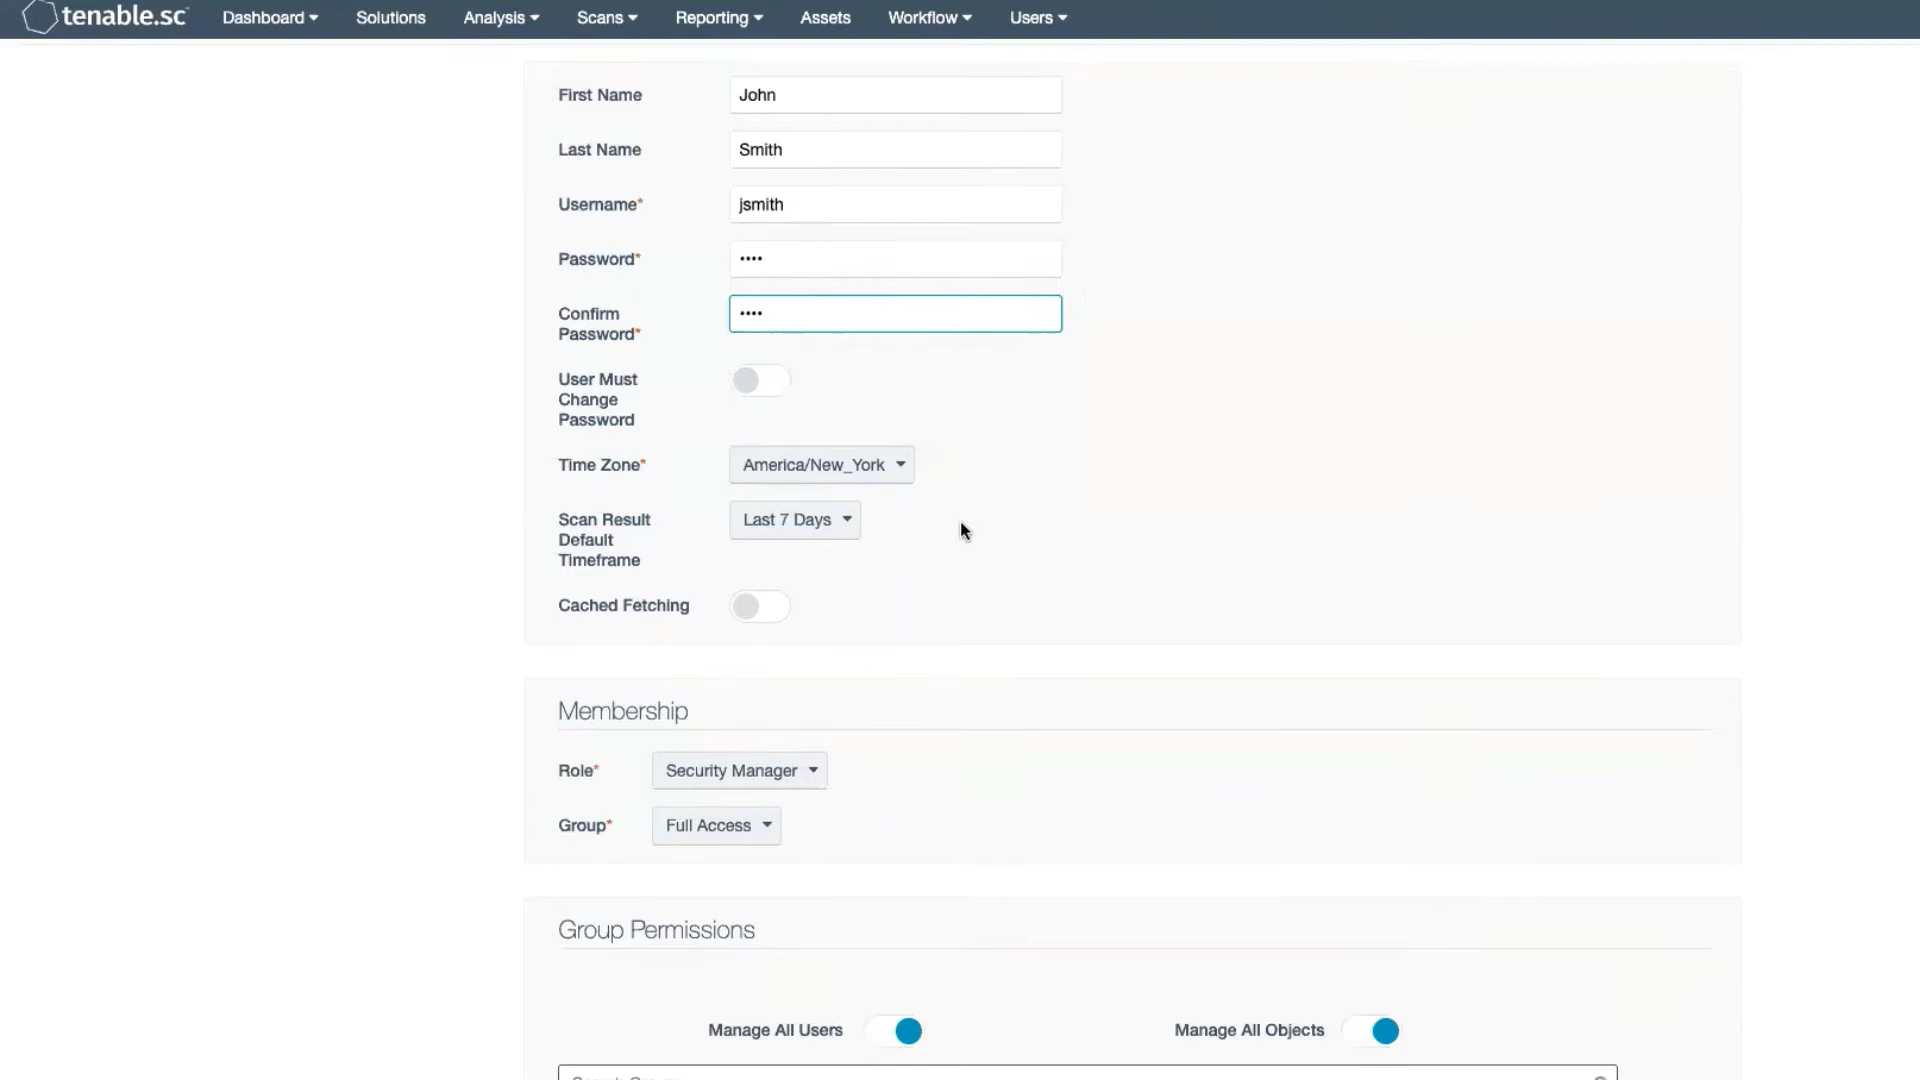 tenable.sc Dashboard Solutions Analysis Scans Reporting Assets Workflow Users
First Name John
Last Name Smith
Username* jsmith
Password* ••••
Confirm Password* ••••
User Must Change Password
Time Zone* America/New_York
Scan Result Default Timeframe Last 7 Days
Cached Fetching
Membership
Role* Security Manager
Group* Full Access
Group Permissions
Manage All Users Manage All Objects